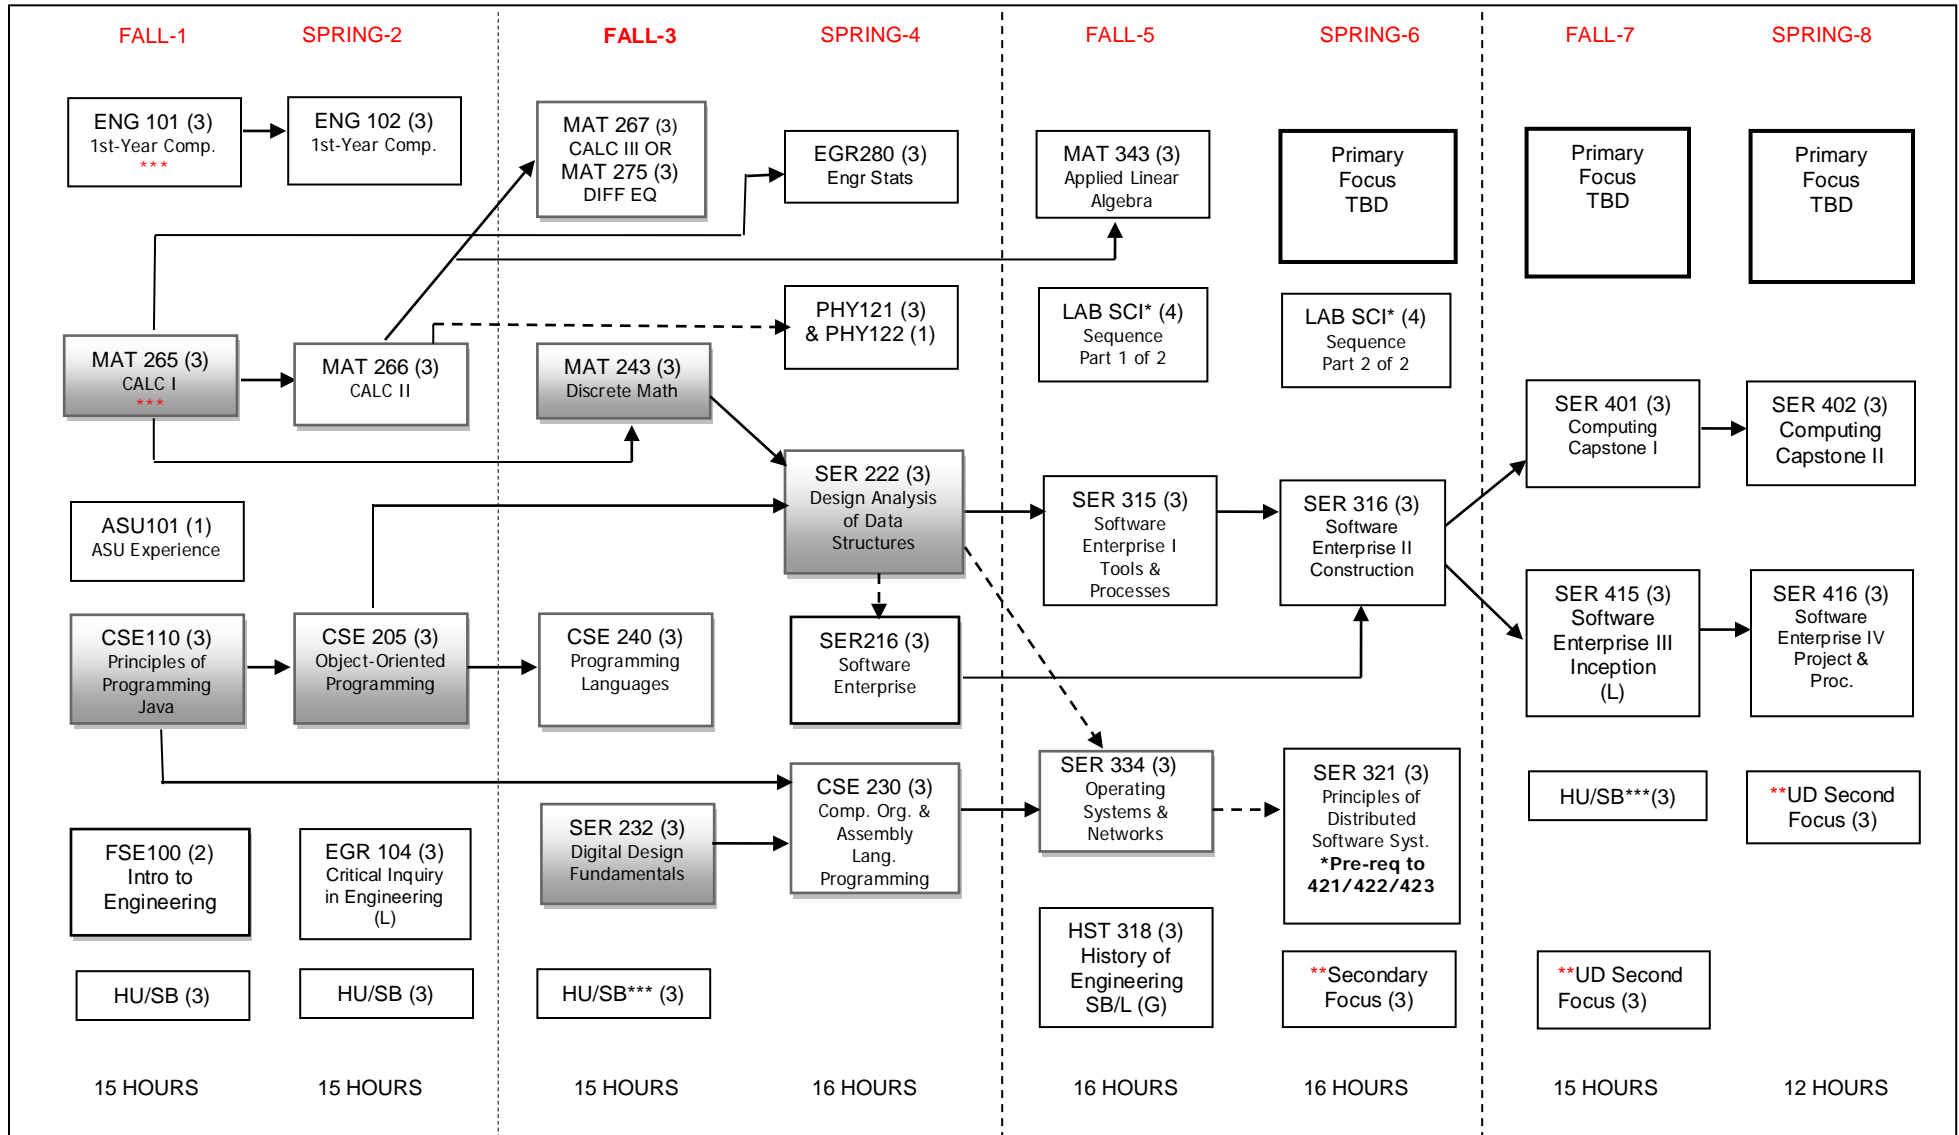 FALL-1
SPRING-2
FALL-3
SPRING-4
FALL-5
SPRING-6
FALL-7
SPRING-8
ENG 101 (3)
1st-Year Comp.
***
ENG 102 (3)
1st-Year Comp.
MAT 267 (3)
CALC III OR
MAT 275 (3)
DIFF EQ
EGR280 (3)
Engr Stats
MAT 343 (3)
Applied Linear
Algebra
Primary
Focus
TBD
Primary
Focus
TBD
Primary
Focus
TBD
MAT 265 (3)
CALC I
***
MAT 266 (3)
CALC II
MAT 243 (3)
Discrete Math
PHY121 (3)
& PHY122 (1)
LAB SCI* (4)
Sequence
Part 1 of 2
LAB SCI* (4)
Sequence
Part 2 of 2
SER 401 (3)
Computing
Capstone I
SER 402 (3)
Computing
Capstone II
ASU101 (1)
ASU Experience
SER 222 (3)
Design Analysis
of Data
Structures
SER 315 (3)
Software
Enterprise I
Tools &
Processes
SER 316 (3)
Software
Enterprise II
Construction
SER 415 (3)
Software
Enterprise III
Inception
(L)
SER 416 (3)
Software
Enterprise IV
Project &
Proc.
CSE110 (3)
Principles of
Programming
Java
CSE 205 (3)
Object-Oriented
Programming
CSE 240 (3)
Programming
Languages
SER216 (3)
Software
Enterprise
FSE100 (2)
Intro to
Engineering
EGR 104 (3)
Critical Inquiry
in Engineering
(L)
SER 232 (3)
Digital Design
Fundamentals
CSE 230 (3)
Comp. Org. &
Assembly
Lang.
Programming
SER 334 (3)
Operating
Systems &
Networks
SER 321 (3)
Principles of
Distributed
Software Syst.
*Pre-req to
421/422/423
HU/SB***(3)
**UD Second
Focus (3)
HU/SB (3)
HU/SB (3)
HU/SB*** (3)
HST 318 (3)
History of
Engineering
SB/L (G)
**Secondary
Focus (3)
**UD Second
Focus (3)
15 HOURS
15 HOURS
15 HOURS
16 HOURS
16 HOURS
16 HOURS
15 HOURS
12 HOURS